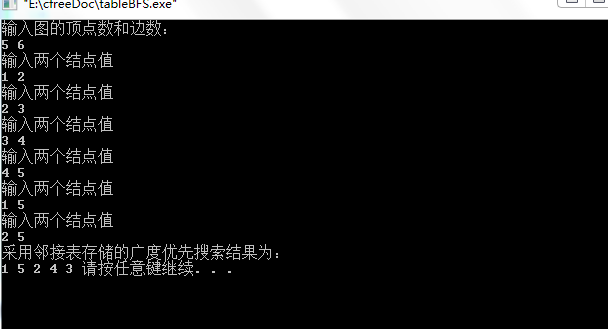 "E:\cfreeDoc\tableBFS.exe"
输入图的顶点数和边数：
5 6
输入两个结点值
1 2
输入两个结点值
2 3
输入两个结点值
3 4
输入两个结点值
4 5
输入两个结点值
1 5
输入两个结点值
2 5
采用邻接表存储的广度优先搜索结果为：
1 5 2 4 3 请按任意键继续. . .